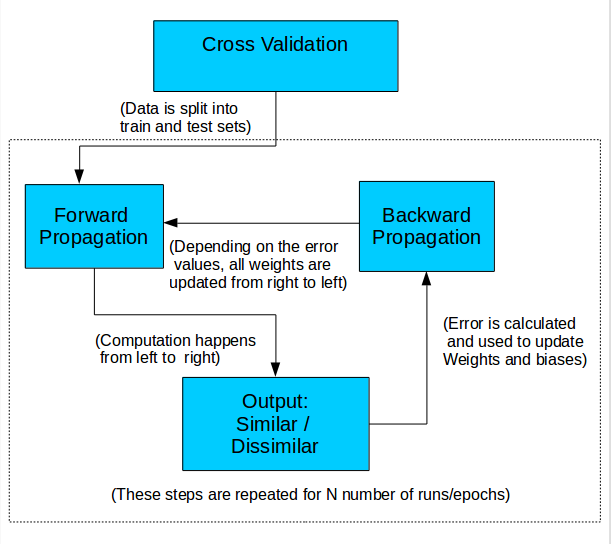 Cross Validation
(Data is split into
train and test sets)
Forward
Propagation
Backward
Propagation
(Depending on the error
values, all weights are
updated from right to left)
(Computation happens
from left to right)
(Error is calculated
and used to update
Weights and biases)
Output:
Similar /
Dissimilar
(These steps are repeated for N number of runs/epochs)